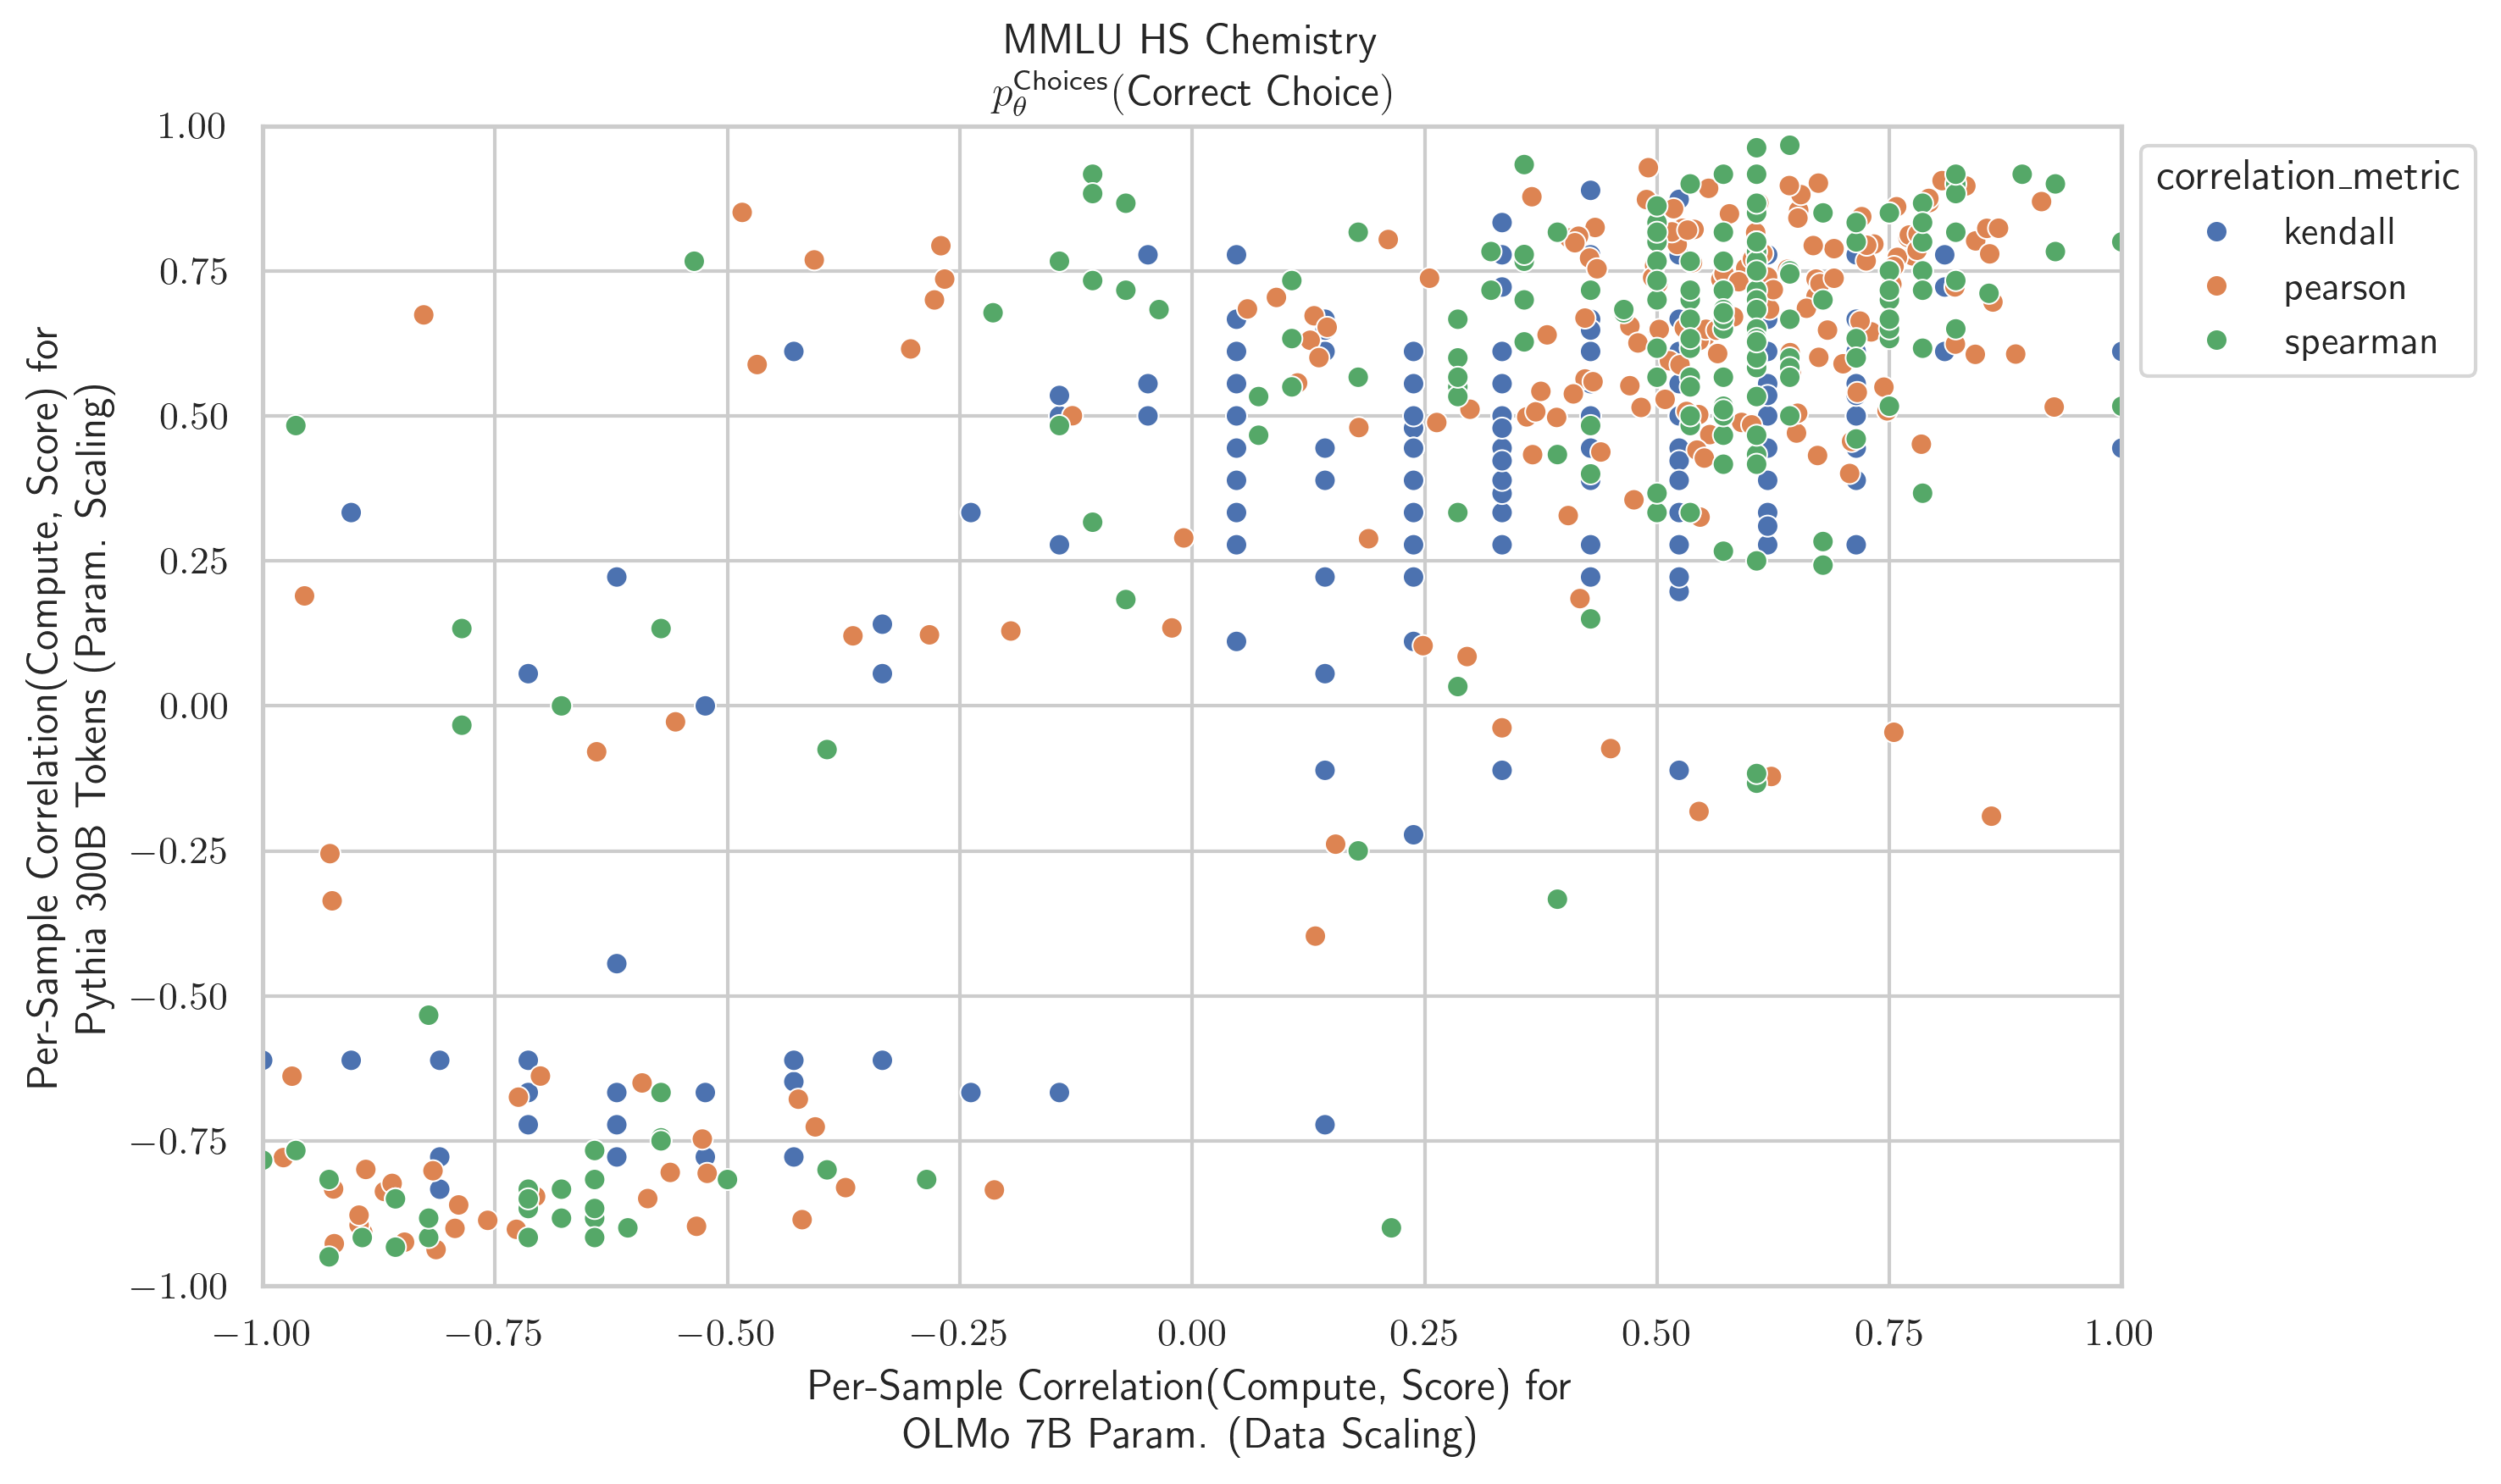 MMLU HS Chemistry
p_θ^Choices(Correct Choice)
1.00
0.75
0.50
0.25
0.00
−0.25
−0.50
−0.75
−1.00
Per-Sample Correlation(Compute, Score) for
Pythia 300B Tokens (Param. Scaling)
−1.00 −0.75 −0.50 −0.25 0.00 0.25 0.50 0.75 1.00
Per-Sample Correlation(Compute, Score) for
OLMo 7B Param. (Data Scaling)
correlation_metric
kendall
pearson
spearman